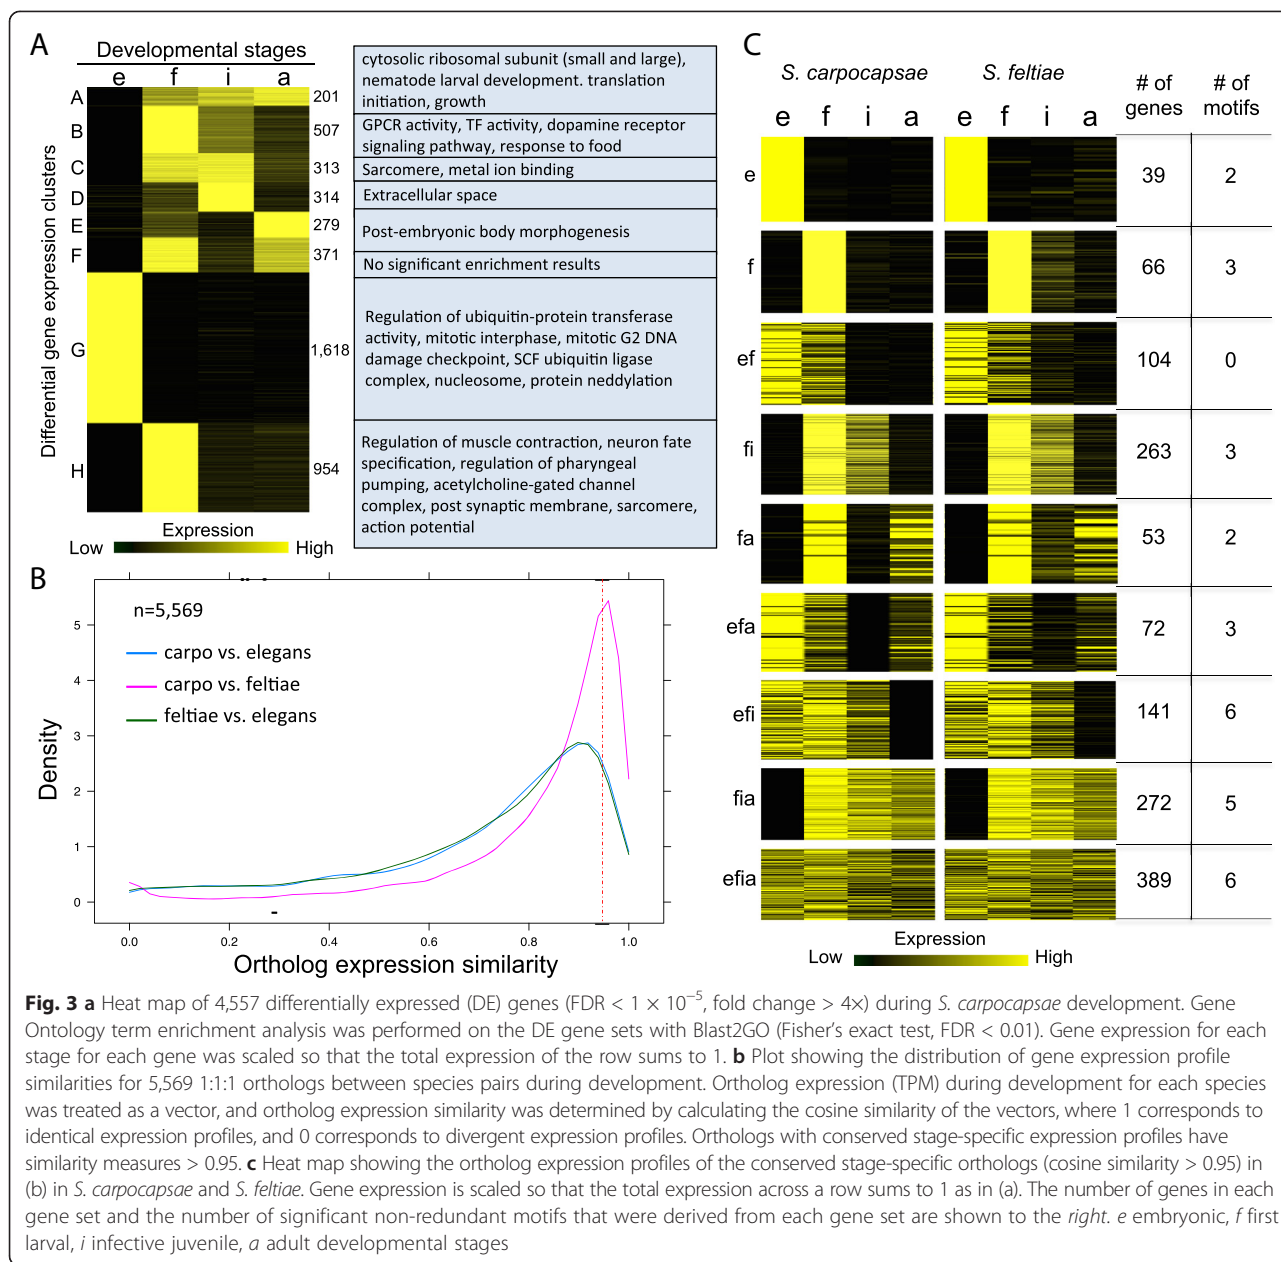 A
Developmental stages
e f i a
Differential gene expression clusters
A 201
B 507
C 313
D 314
E 279
F 371
G 1,618
H 954
cytosolic ribosomal subunit (small and large),
nematode larval development. translation
initiation, growth
GPCR activity, TF activity, dopamine receptor
signaling pathway, response to food
Sarcomere, metal ion binding
Extracellular space
Post-embryonic body morphogenesis
No significant enrichment results
Regulation of ubiquitin-protein transferase
activity, mitotic interphase, mitotic G2 DNA
damage checkpoint, SCF ubiquitin ligase
complex, nucleosome, protein neddylation
Regulation of muscle contraction, neuron fate
specification, regulation of pharyngeal
pumping, acetylcholine-gated channel
complex, post synaptic membrane, sarcomere,
action potential
Expression
Low High
B
n=5,569
carpo vs. elegans
carpo vs. feltiae
feltiae vs. elegans
Density
5
4
3
2
1
0
0.0 0.2 0.4 0.6 0.8 1.0
Ortholog expression similarity
C
S. carpocapsae S. feltiae
# of
genes
# of
motifs
e f i a e f i a
e 39 2
f 66 3
ef 104 0
fi 263 3
fa 53 2
efa 72 3
efi 141 6
fia 272 5
efia 389 6
Expression
Low High
Fig. 3 a Heat map of 4,557 differentially expressed (DE) genes (FDR < 1 × 10⁻⁵, fold change > 4×) during S. carpocapsae development. Gene
Ontology term enrichment analysis was performed on the DE gene sets with Blast2GO (Fisher's exact test, FDR < 0.01). Gene expression for each
stage for each gene was scaled so that the total expression of the row sums to 1. b Plot showing the distribution of gene expression profile
similarities for 5,569 1:1:1 orthologs between species pairs during development. Ortholog expression (TPM) during development for each species
was treated as a vector, and ortholog expression similarity was determined by calculating the cosine similarity of the vectors, where 1 corresponds to
identical expression profiles, and 0 corresponds to divergent expression profiles. Orthologs with conserved stage-specific expression profiles have
similarity measures > 0.95. c Heat map showing the ortholog expression profiles of the conserved stage-specific orthologs (cosine similarity > 0.95) in
(b) in S. carpocapsae and S. feltiae. Gene expression is scaled so that the total expression across a row sums to 1 as in (a). The number of genes in each
gene set and the number of significant non-redundant motifs that were derived from each gene set are shown to the right. e embryonic, f first
larval, i infective juvenile, a adult developmental stages